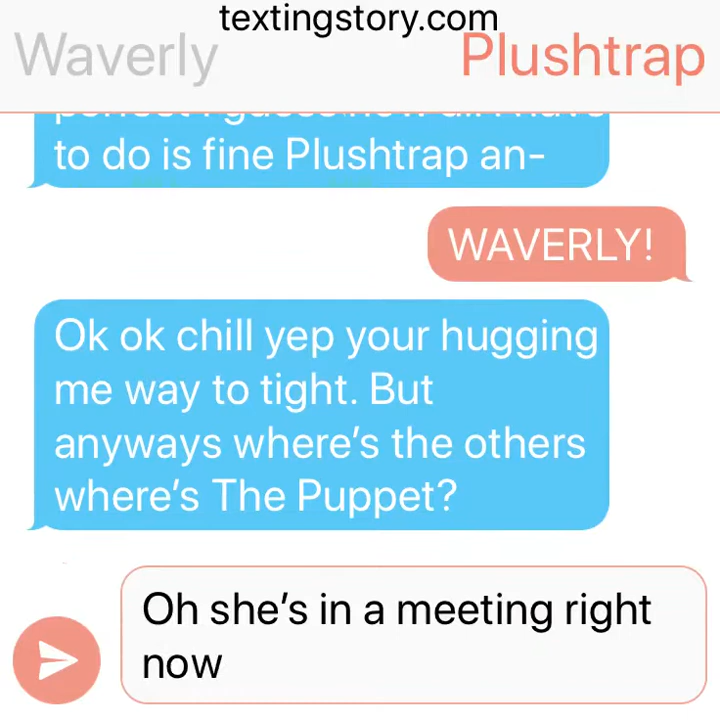 textingstory.com
Waverly
Plushtrap
to do is fine Plushtrap an-
WAVERLY!
Ok ok chill yep your hugging
me way to tight. But
anyways where’s the others
where’s The Puppet?
Oh she’s in a meeting right
now